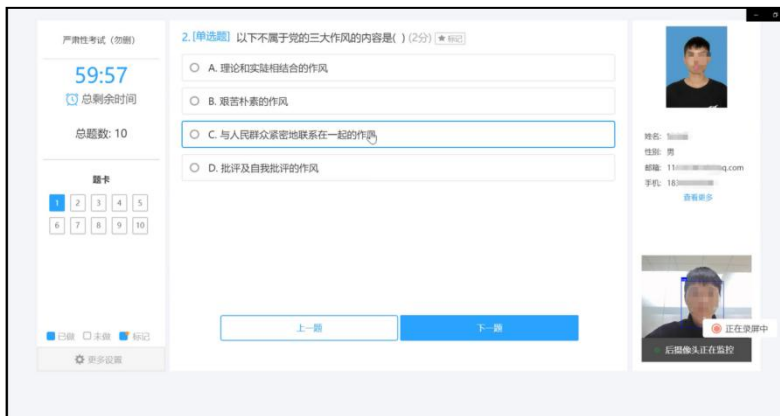 严肃性考试（勿删）
59:57
总剩余时间
总题数: 10
题卡
1 2 3 4 5
6 7 8 9 10
已做 未做 标记
更多设置
2. [单选题] 以下不属于党的三大作风的内容是( ) (2分) ★ 标记
A. 理论和实践相结合的作风
B. 艰苦朴素的作风
C. 与人民群众紧密地联系在一起的作风
D. 批评及自我批评的作风
上一题 下一题
姓名:
性别: 男
邮箱: 11 q.com
手机: 18
查看更多
正在录屏中
后摄像头正在监控